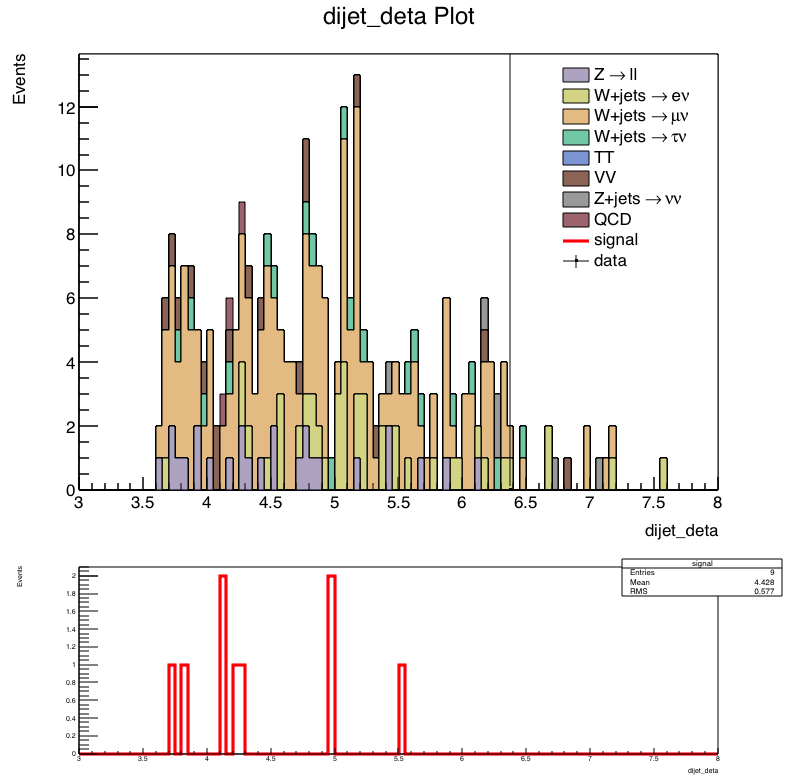 dijet_deta Plot
Events
12
10
8
6
4
2
0
3 3.5 4 4.5 5 5.5 6 6.5 7 7.5 8
dijet_deta
Z → ll
W+jets → eν
W+jets → μν
W+jets → τν
TT
VV
Z+jets → νν
QCD
signal
data
Events
signal
Entries 9
Mean 4.428
RMS 0.577
2
1.8
1.6
1.4
1.2
1
0.8
0.6
0.4
0.2
0
3 3.5 4 4.5 5 5.5 6 6.5 7 7.5 8
dijet_deta